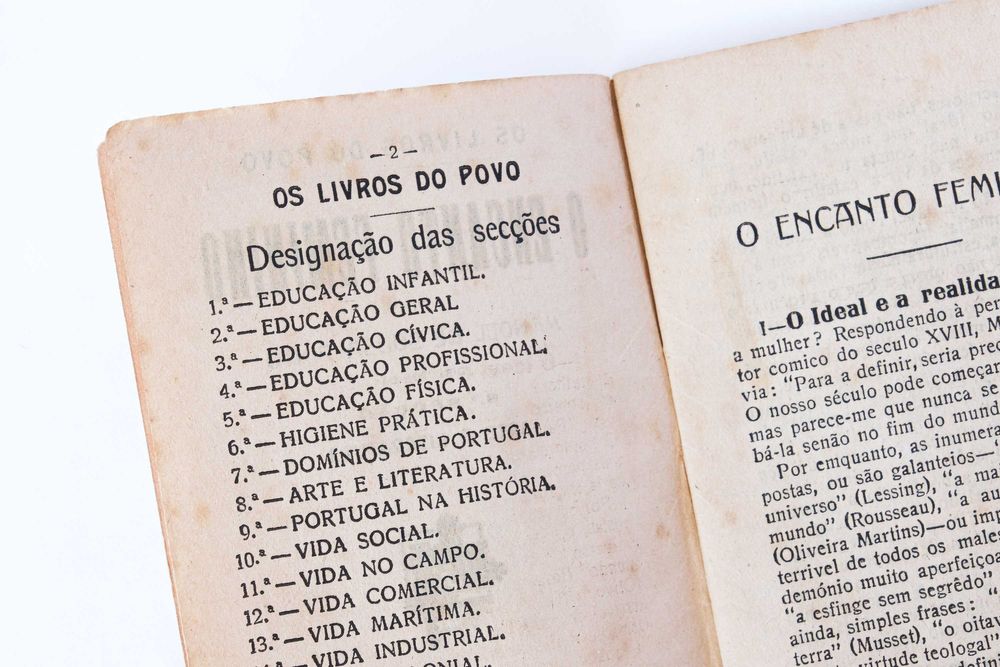 —2—
OS LIVROS DO POVO
Designação das secções
1.ª—EDUCAÇÃO INFANTIL.
2.ª—EDUCAÇÃO GERAL
3.ª—EDUCAÇÃO CÍVICA.
4.ª—EDUCAÇÃO PROFISSIONAL.
5.ª—EDUCAÇÃO FÍSICA.
6.ª—HIGIENE PRÁTICA.
7.ª—DOMÍNIOS DE PORTUGAL.
8.ª—ARTE E LITERATURA.
9.ª—PORTUGAL NA HISTÓRIA.
10.ª—VIDA SOCIAL.
11.ª—VIDA NO CAMPO.
12.ª—VIDA COMERCIAL.
13.ª—VIDA MARÍTIMA.
VIDA INDUSTRIAL.
O ENCANTO FEMI
I—O Ideal e a realida
a mulher? Respondendo à per
tor comico do seculo XVIII, M
via: "Para a definir, seria prec
O nosso século pode começar
mas parece-me que nunca se
bá-la senão no fim do mund
Por enquanto, as inumera
postas, ou são galanteios—"
universo" (Lessing), "a ma
mundo" (Rousseau), "a au
(Oliveira Martins)—ou imp
terrivel de todos os males
demónio muito aperfeiçoa
"a esfinge sem segrêdo"
ainda, simples frases: "
terra" (Musset), "o oitav
virtude teologal"